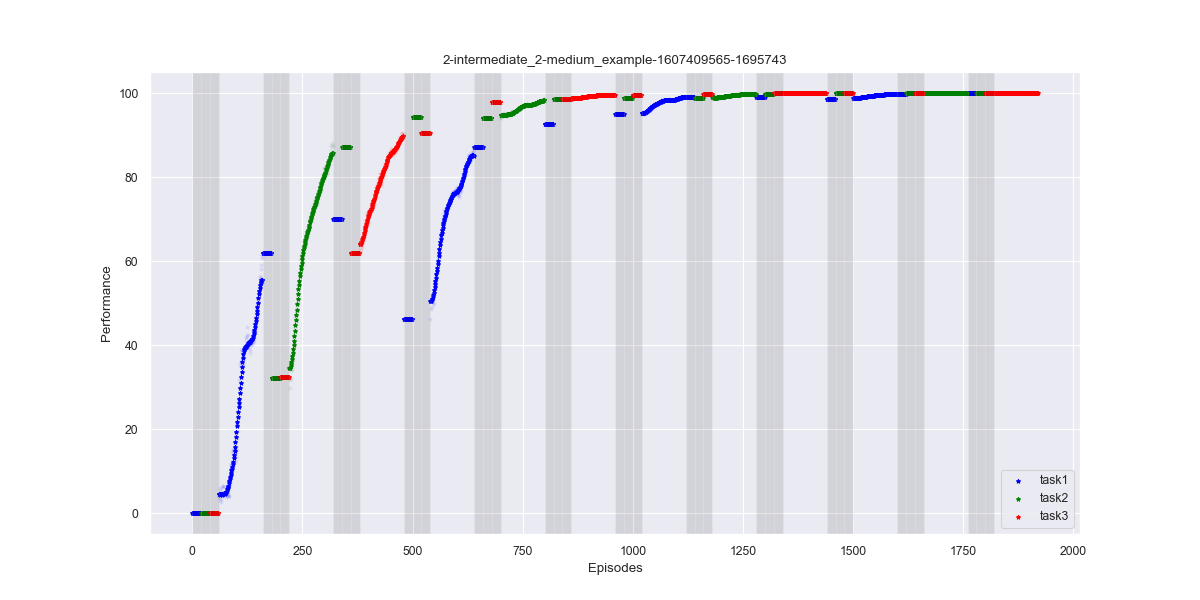 2-intermediate_2-medium_example-1607409565-1695743
100
80
60
40
20
0
Performance
0 250 500 750 1000 1250 1500 1750 2000
Episodes
task1
task2
task3